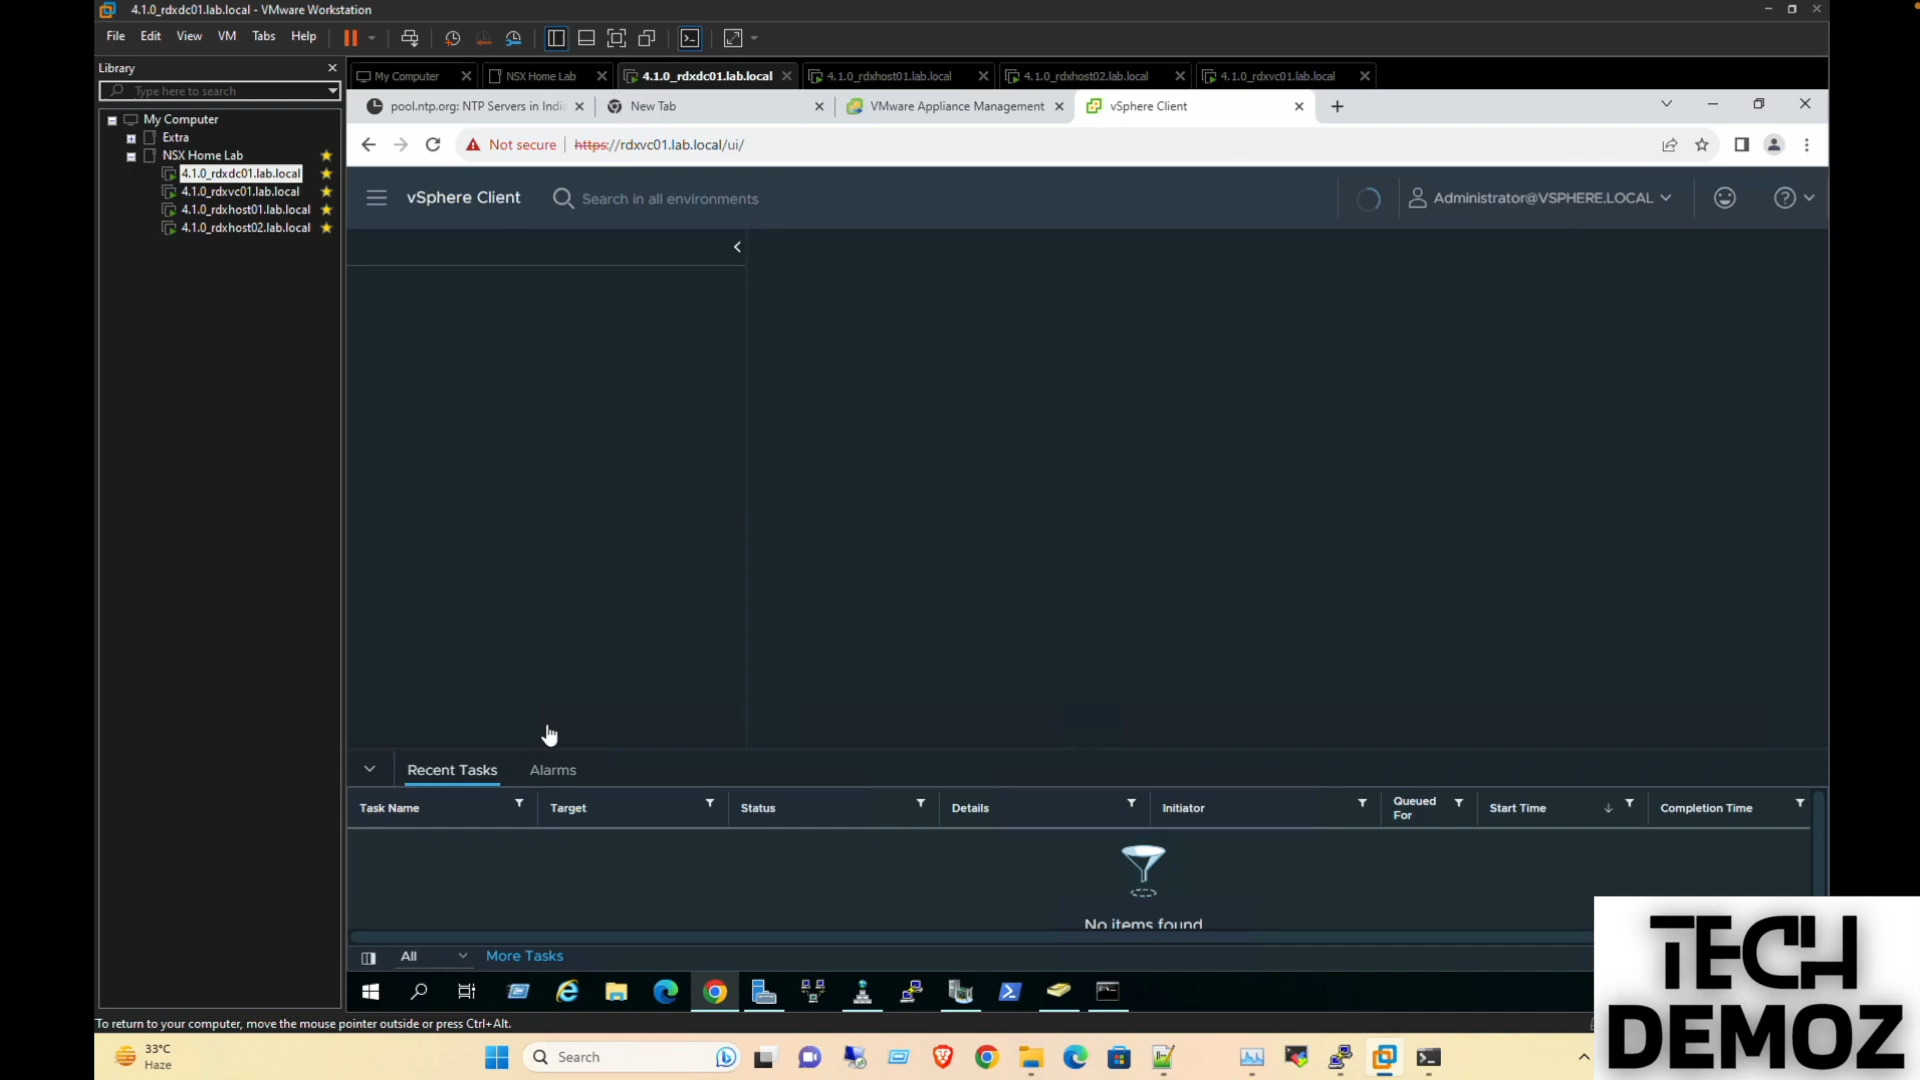 4.1.0_rdxdc01.lab.local - VMware Workstation
File Edit View VM Tabs Help
Library
Type here to search
My Computer
Extra
NSX Home Lab
4.1.0_rdxdc01.lab.local
4.1.0_rdxvc01.lab.local
4.1.0_rdxhost01.lab.local
4.1.0_rdxhost02.lab.local
My Computer NSX Home Lab 4.1.0_rdxdc01.lab.local 4.1.0_rdxhost01.lab.local 4.1.0_rdxhost02.lab.local 4.1.0_rdxvc01.lab.local
pool.ntp.org: NTP Servers in Indi New Tab VMware Appliance Management vSphere Client
Not secure https://rdxvc01.lab.local/ui/
vSphere Client Search in all environments Administrator@VSPHERE.LOCAL
Recent Tasks Alarms
Task Name Target Status Details Initiator Queued For Start Time Completion Time
No items found
All More Tasks
To return to your computer, move the mouse pointer outside or press Ctrl+Alt.
33°C
Haze
Search
TECH
DEMOZ